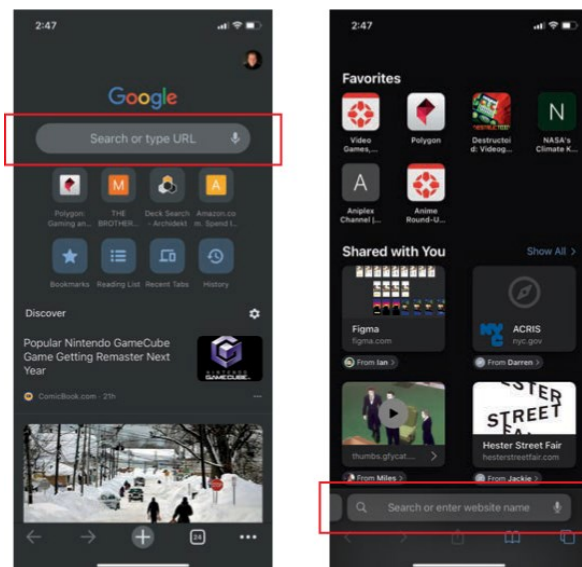 2:47
Google
Search or type URL
Polygon:
Gaming an...
THE
BROTHER...
Deck Search
- Archidekt
Amazon.co
m. Spend l...
Bookmarks
Reading List
Recent Tabs
History
Discover
Popular Nintendo GameCube
Game Getting Remaster Next
Year
NINTENDO
GAMECUBE
ComicBook.com · 21h
24
2:47
Favorites
Video
Games,...
Polygon
Destructoi
d: Videog...
NASA's
Climate K...
Aniplex
Channel |...
Anime
Round-U...
Shared with You
Show All >
Figma
figma.com
From Ian >
NYC
ACRIS
nyc.gov
From Darren >
thumbs.gfycat....
From Miles >
STREET
Hester Street Fair
hesterstreetfair.com
From Jackie >
Search or enter website name